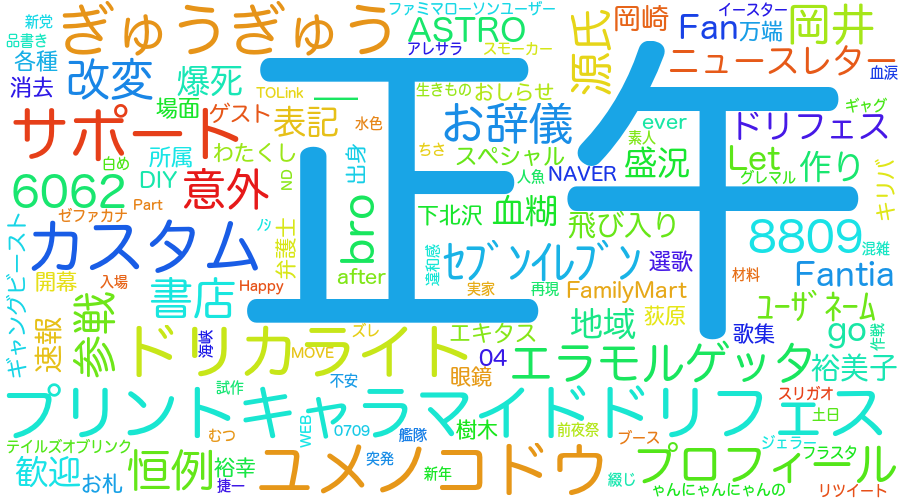 新党
ファミマローソンユーザー
イースター
品書き
ぎゅうぎゅう
ASTRO
源氏
岡崎
Fan
万端
岡井
各種
アレサラ
スモーカー
ニュースレター
血涙
消去
改変
爆死
正午
TOLink
一
生きもの
おしらせ
場面
ゲスト
表記
水色
お辞儀
ever
ギャグ
サポート
素人
ドリフェス
白め
所属
わたくし
出身
ちさ
スペシャル
盛況
Let
作り
グレマル
6062
DIY
意外
ND
人魚
NAVER
キリバ
ゼファカナ
Part
bro
下北沢
血糊
飛び入り
8809
ギャングビースト
カスタム
弁護士
違和感
ｾﾌﾞﾝｲﾚﾌﾞﾝ
選歌
混雑
開幕
入場
Happy
after
実家
再現
FamilyMart
材料
Fantia
書店
参戦
速報
海峡
ズレ
エキタス
地域
荻原
ﾕｰｻﾞﾈｰﾑ
歌集
go
作戦
ドリカライト
MOVE
04
エラモルゲッタ
裕美子
眼鏡
試作
不安
スリガオ
プリントキャラマイドドリフェス
土日
むつ
WEB
0709
艦隊
樹木
前夜祭
ブース
ジェラー
フラスタ
テイルズオブリンク
歓迎
お札
恒例
裕幸
捷一
ユメノコドウ
突発
新年
綴じ
プロフィール
ゃんにゃんにゃんの
リツイート